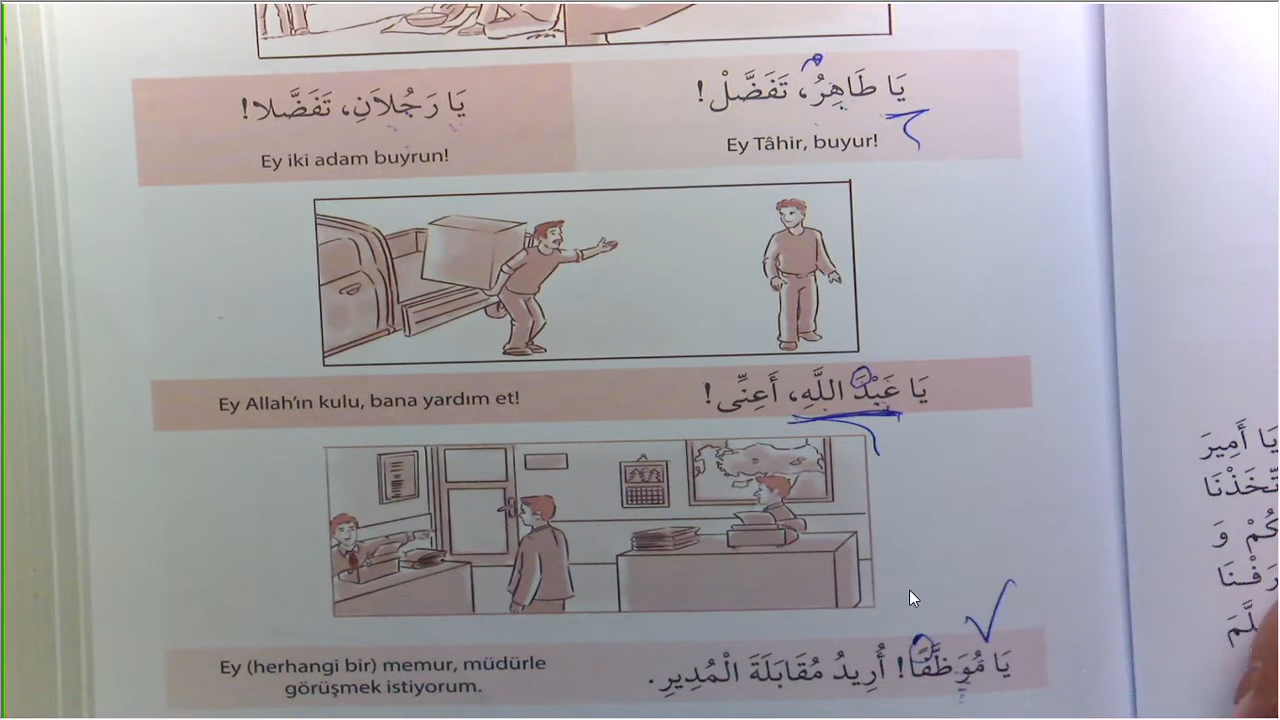 يَا طَاهِرُ، تَفَضَّلْ!
Ey Tâhir, buyur!
يَا رَجُلاَنِ، تَفَضَّلا!
Ey iki adam buyrun!
يَا عَبْدَ اللَّهِ، أَعِنِّى!
Ey Allah'ın kulu, bana yardım et!
يَا مُوَظَّفًا! أُرِيدُ مُقَابَلَةَ الْمُدِيرِ.
Ey (herhangi bir) memur, müdürle
görüşmek istiyorum.
يَا أَمِيرَ
تَّخَذْنَا
كُمْ وَ